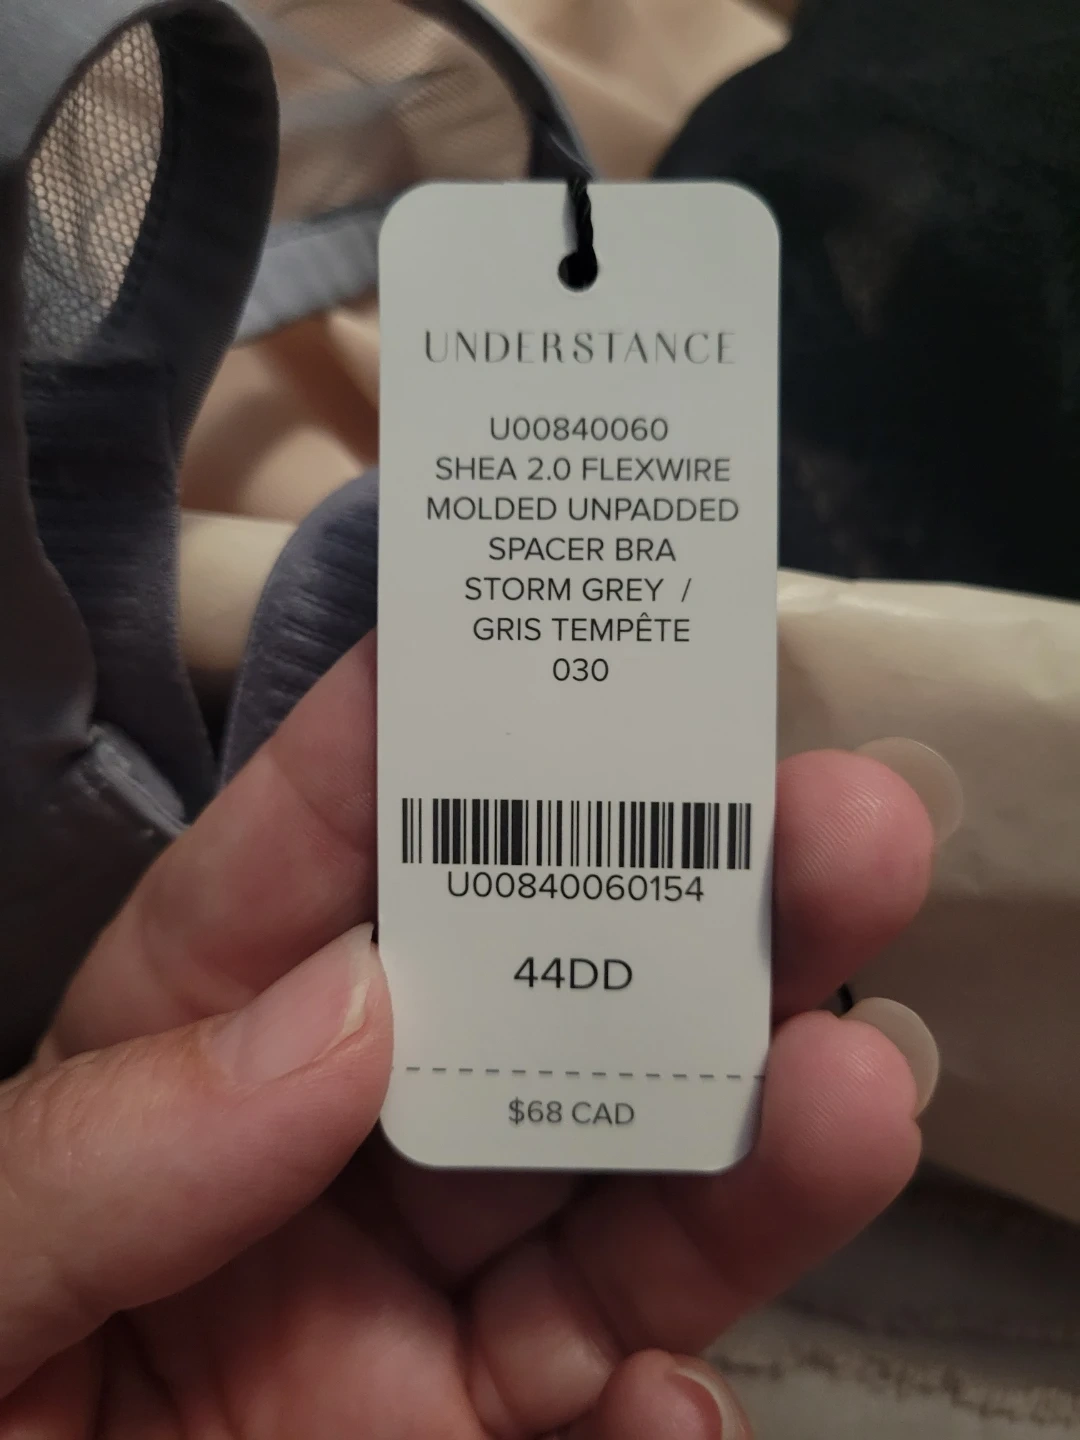 UNDERSTANCE
U00840060
SHEA 2.0 FLEXWIRE
MOLDED UNPADDED
SPACER BRA
STORM GREY /
GRIS TEMPÊTE
030
U00840060154
44DD
$68 CAD